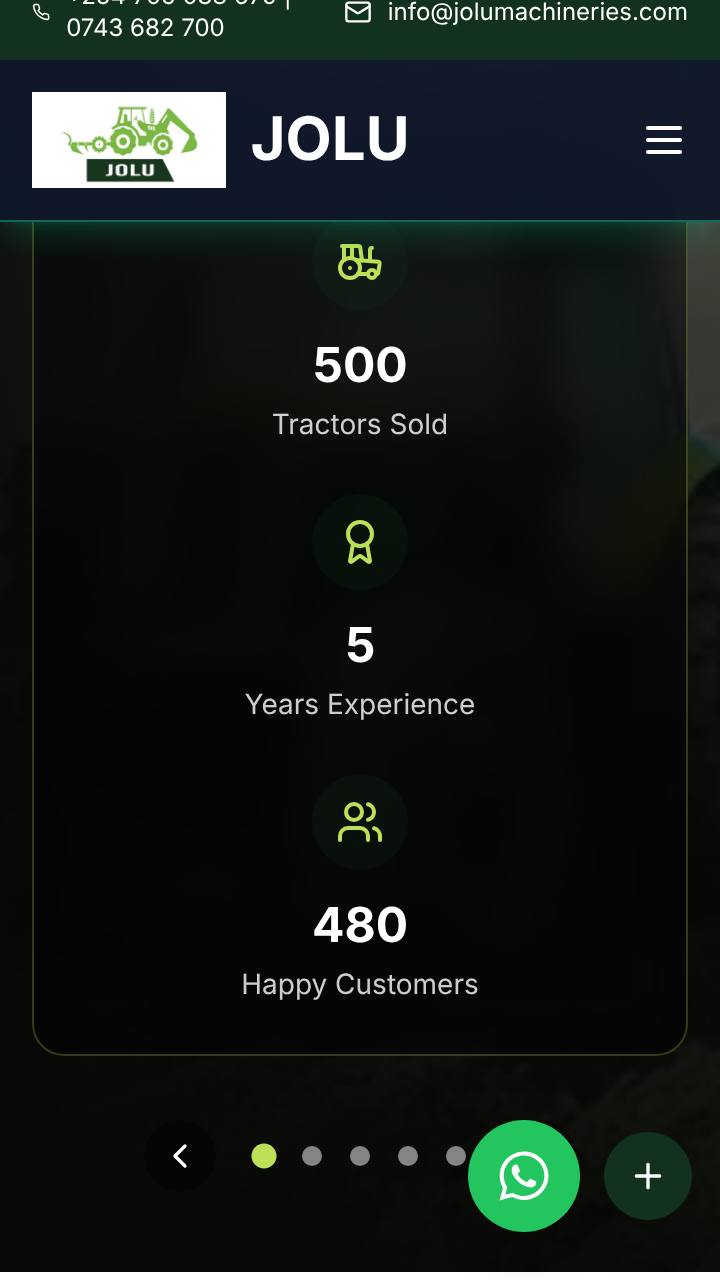 0743 682 700
info@jolumachineries.com
JOLU
JOLU
500
Tractors Sold
5
Years Experience
480
Happy Customers